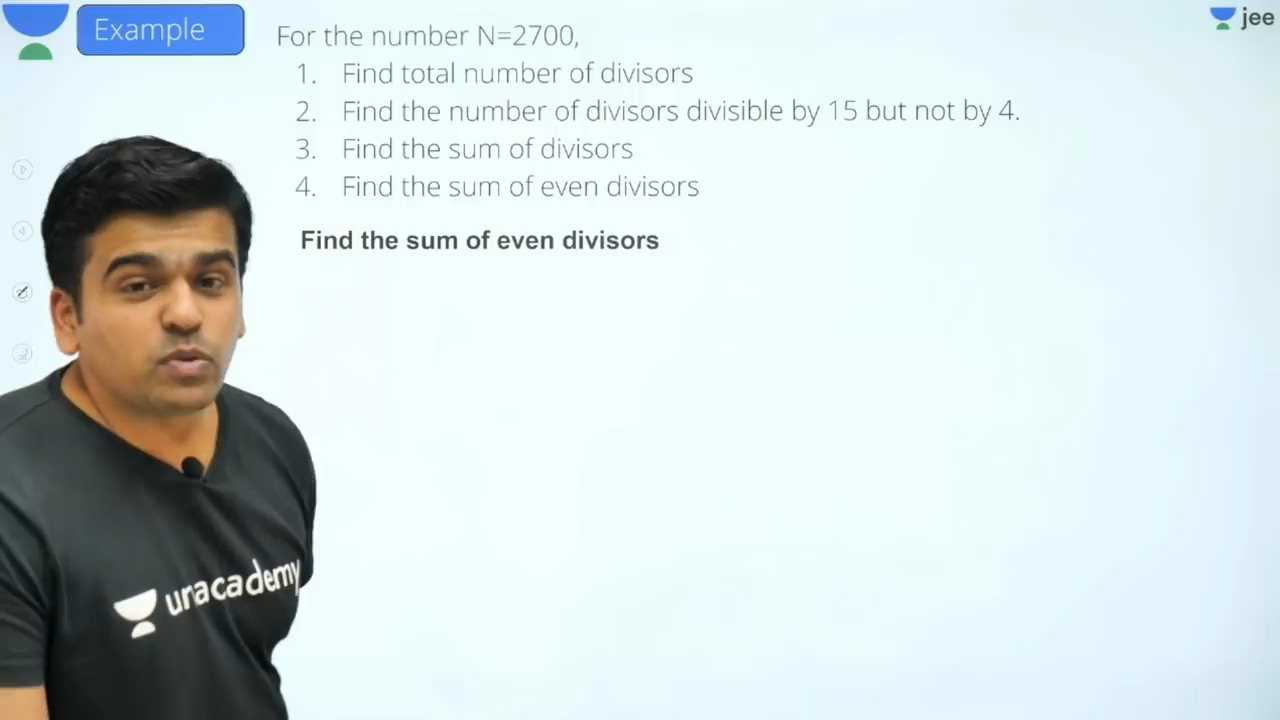 Example
For the number N=2700,
1. Find total number of divisors
2. Find the number of divisors divisible by 15 but not by 4.
3. Find the sum of divisors
4. Find the sum of even divisors
Find the sum of even divisors
jee
unacademy